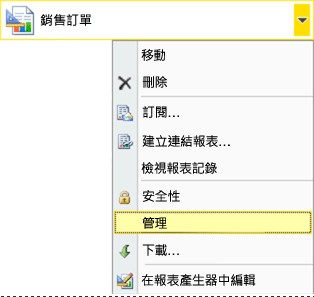 銷售訂單
移動
刪除
訂閱...
建立連結報表...
檢視報表記錄
安全性
管理
下載...
在報表產生器中編輯